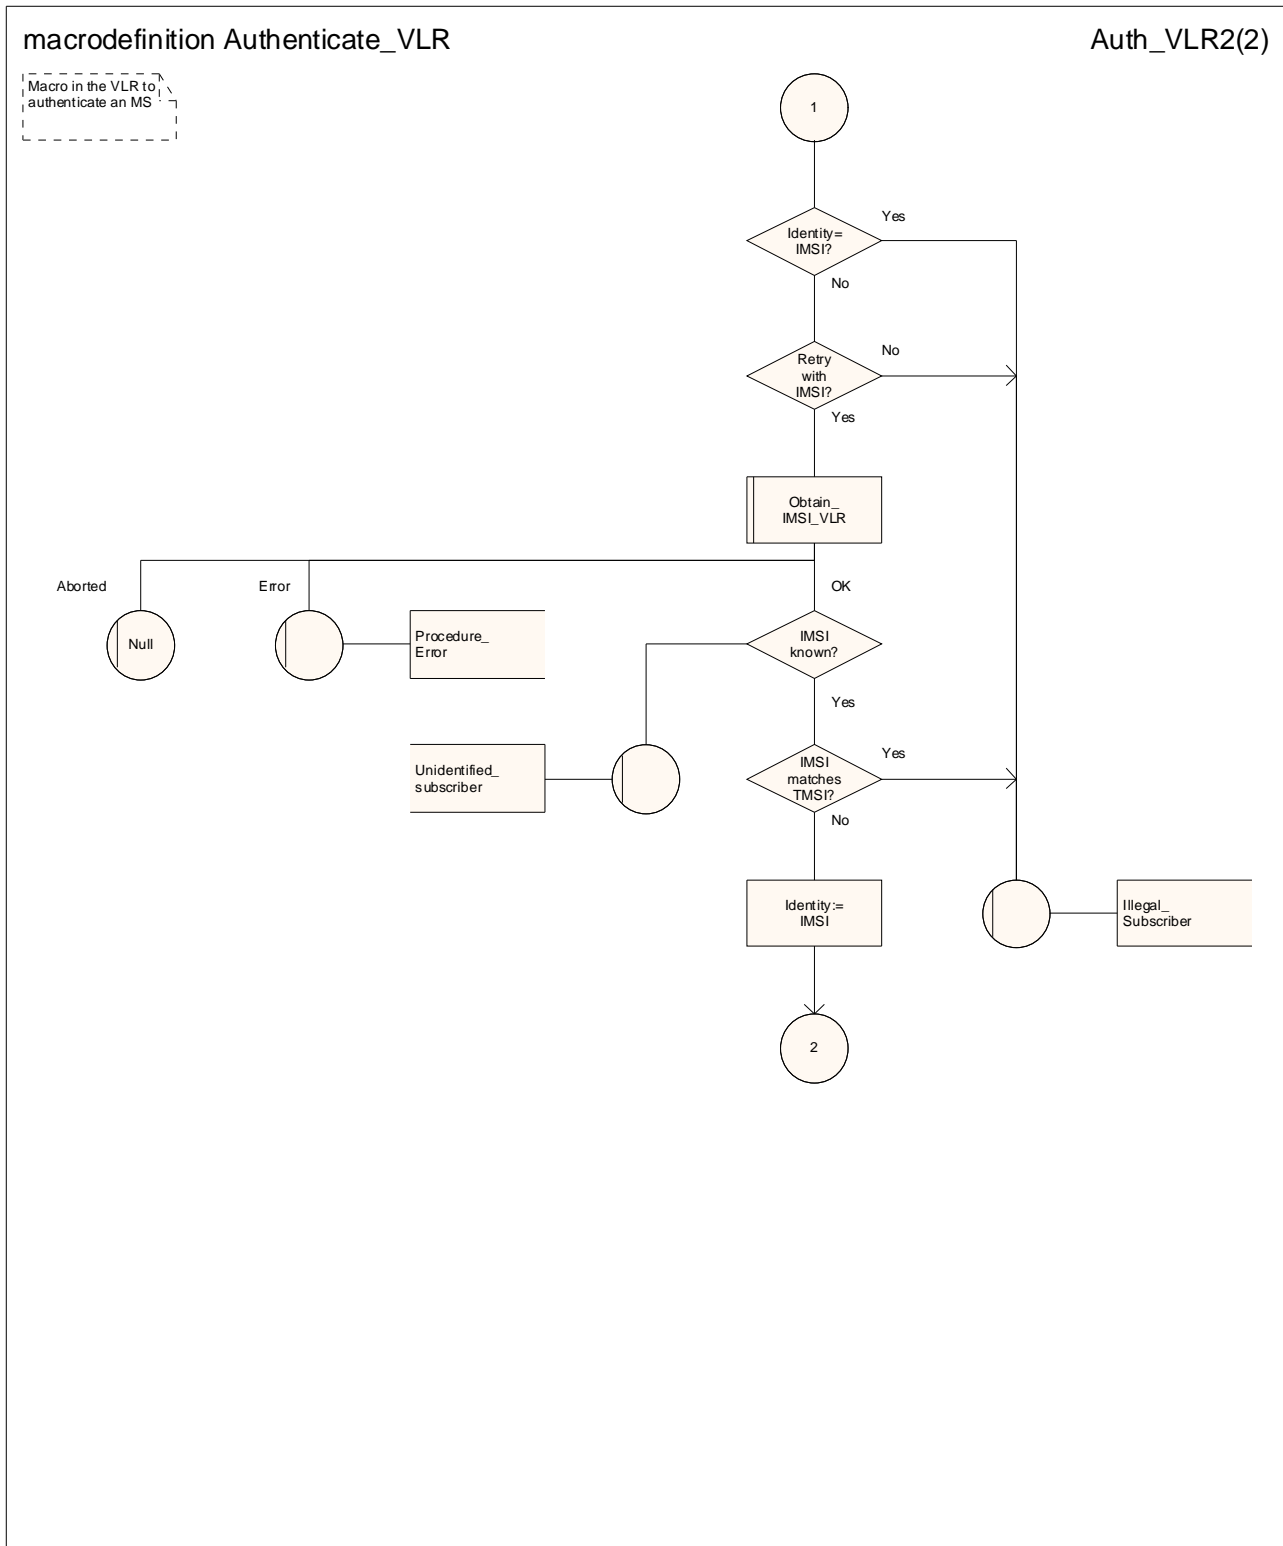 macrodefinition Authenticate_VLR
Auth_VLR2(2)
Macro in the VLR to
authenticate an MS
1
Yes
Identity=
IMSI?
No
Retry
with
IMSI?
No
Yes
Obtain_
IMSI_VLR
Aborted
Error
OK
Null
Procedure_
Error
IMSI
known?
Yes
Unidentified_
subscriber
IMSI
matches
TMSI?
Yes
No
Identity:=
IMSI
Illegal_
Subscriber
2